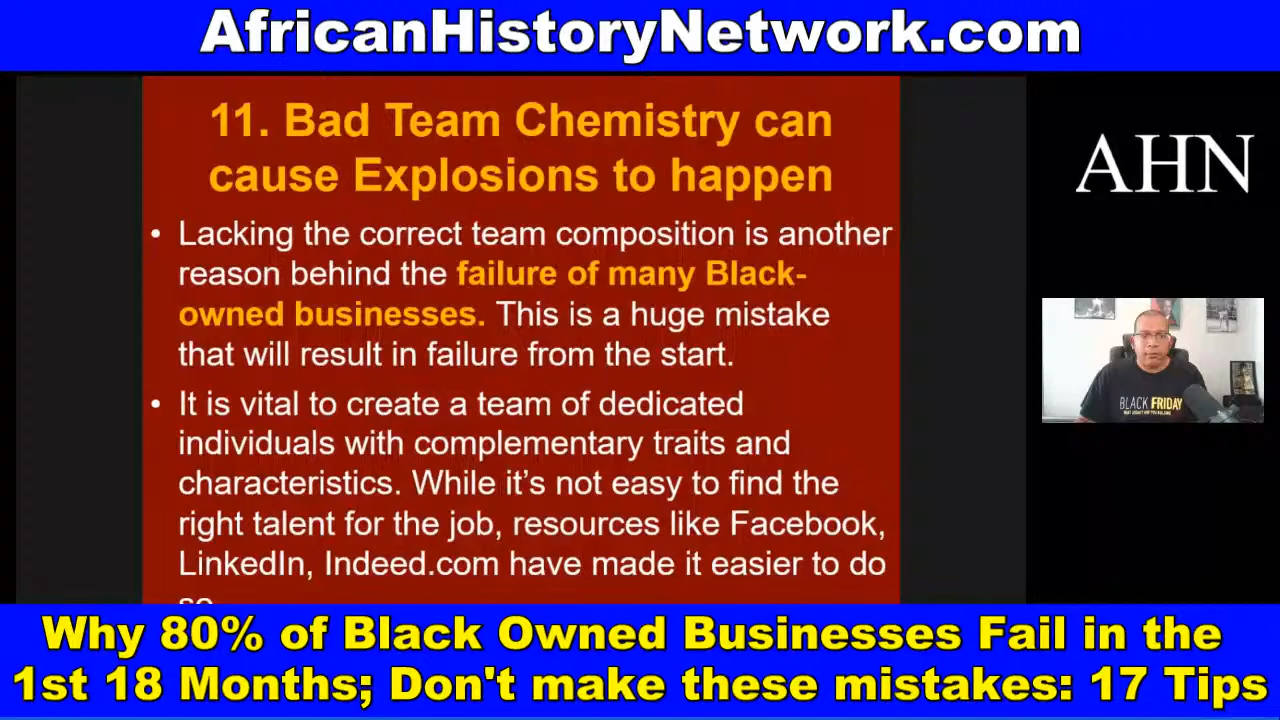 AfricanHistoryNetwork.com
11. Bad Team Chemistry can
cause Explosions to happen
• Lacking the correct team composition is another
reason behind the failure of many Black-
owned businesses. This is a huge mistake
that will result in failure from the start.
• It is vital to create a team of dedicated
individuals with complementary traits and
characteristics. While it’s not easy to find the
right talent for the job, resources like Facebook,
LinkedIn, Indeed.com have made it easier to do
so
AHN
BLACK FRIDAY
Why 80% of Black Owned Businesses Fail in the
1st 18 Months; Don't make these mistakes: 17 Tips